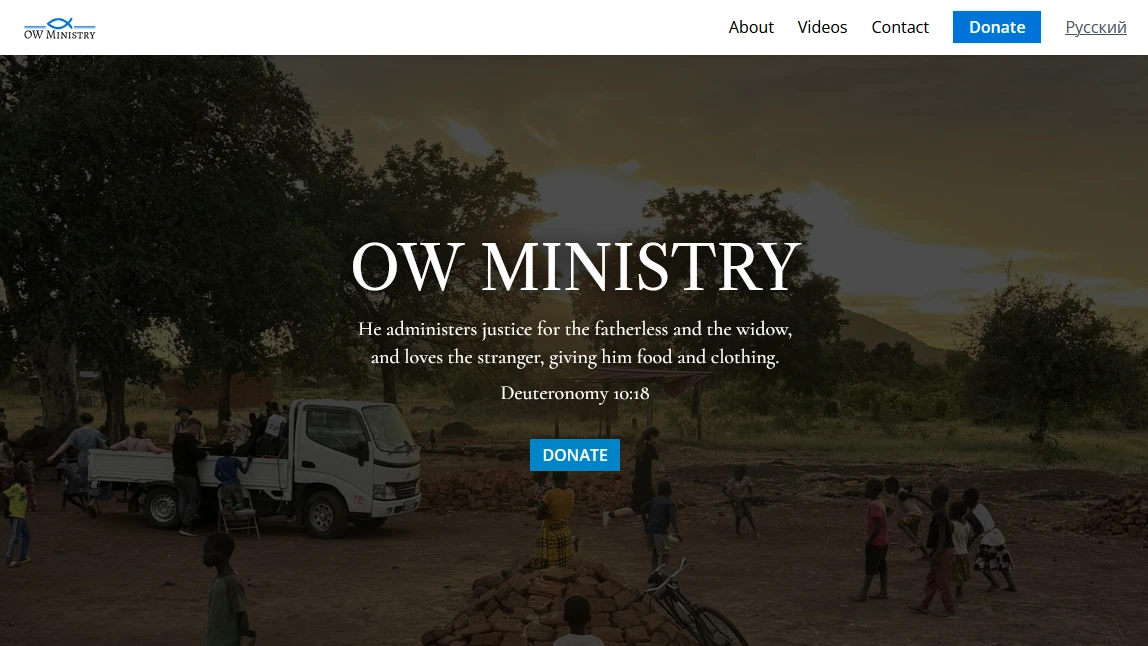 OW MINISTRY
About
Videos
Contact
Donate
Русский
OW MINISTRY
He administers justice for the fatherless and the widow,
and loves the stranger, giving him food and clothing.
Deuteronomy 10:18
DONATE